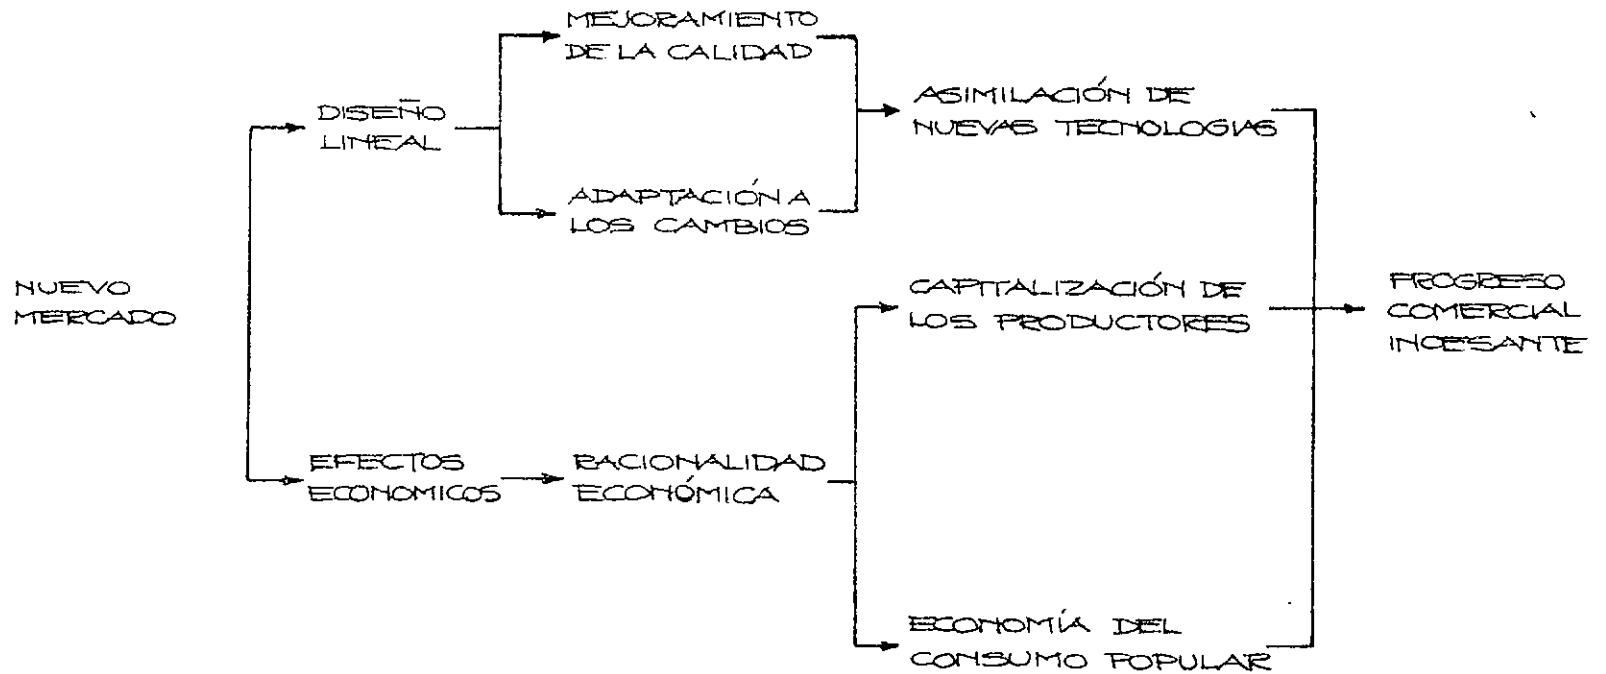 MEJORAMIENTO
DE LA CALIDAD
DISEÑO
LINEAL
ASIMILACIÓN DE
NUEVAS TECNOLOGIAS
ADAPTACIÓN A
LOS CAMBIOS
NUEVO
MERCADO
CAPITALIZACIÓN DE
LOS PRODUCTORES
PROGRESO
COMERCIAL
INCESANTE
EFECTOS
ECONOMICOS
RACIONALIDAD
ECONÓMICA
ECONOMÍA DEL
CONSUMO POPULAR